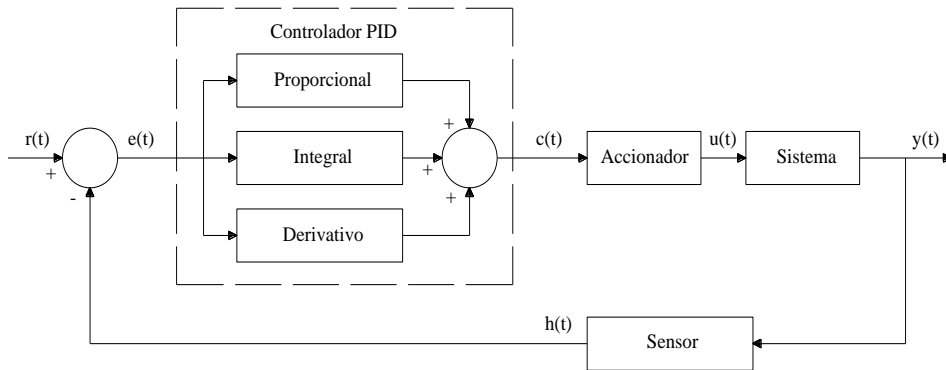 Controlador PID
Proporcional
r(t)
+
-
e(t)
Integral
Derivativo
+
+
+
c(t)
Accionador
u(t)
Sistema
y(t)
h(t)
Sensor